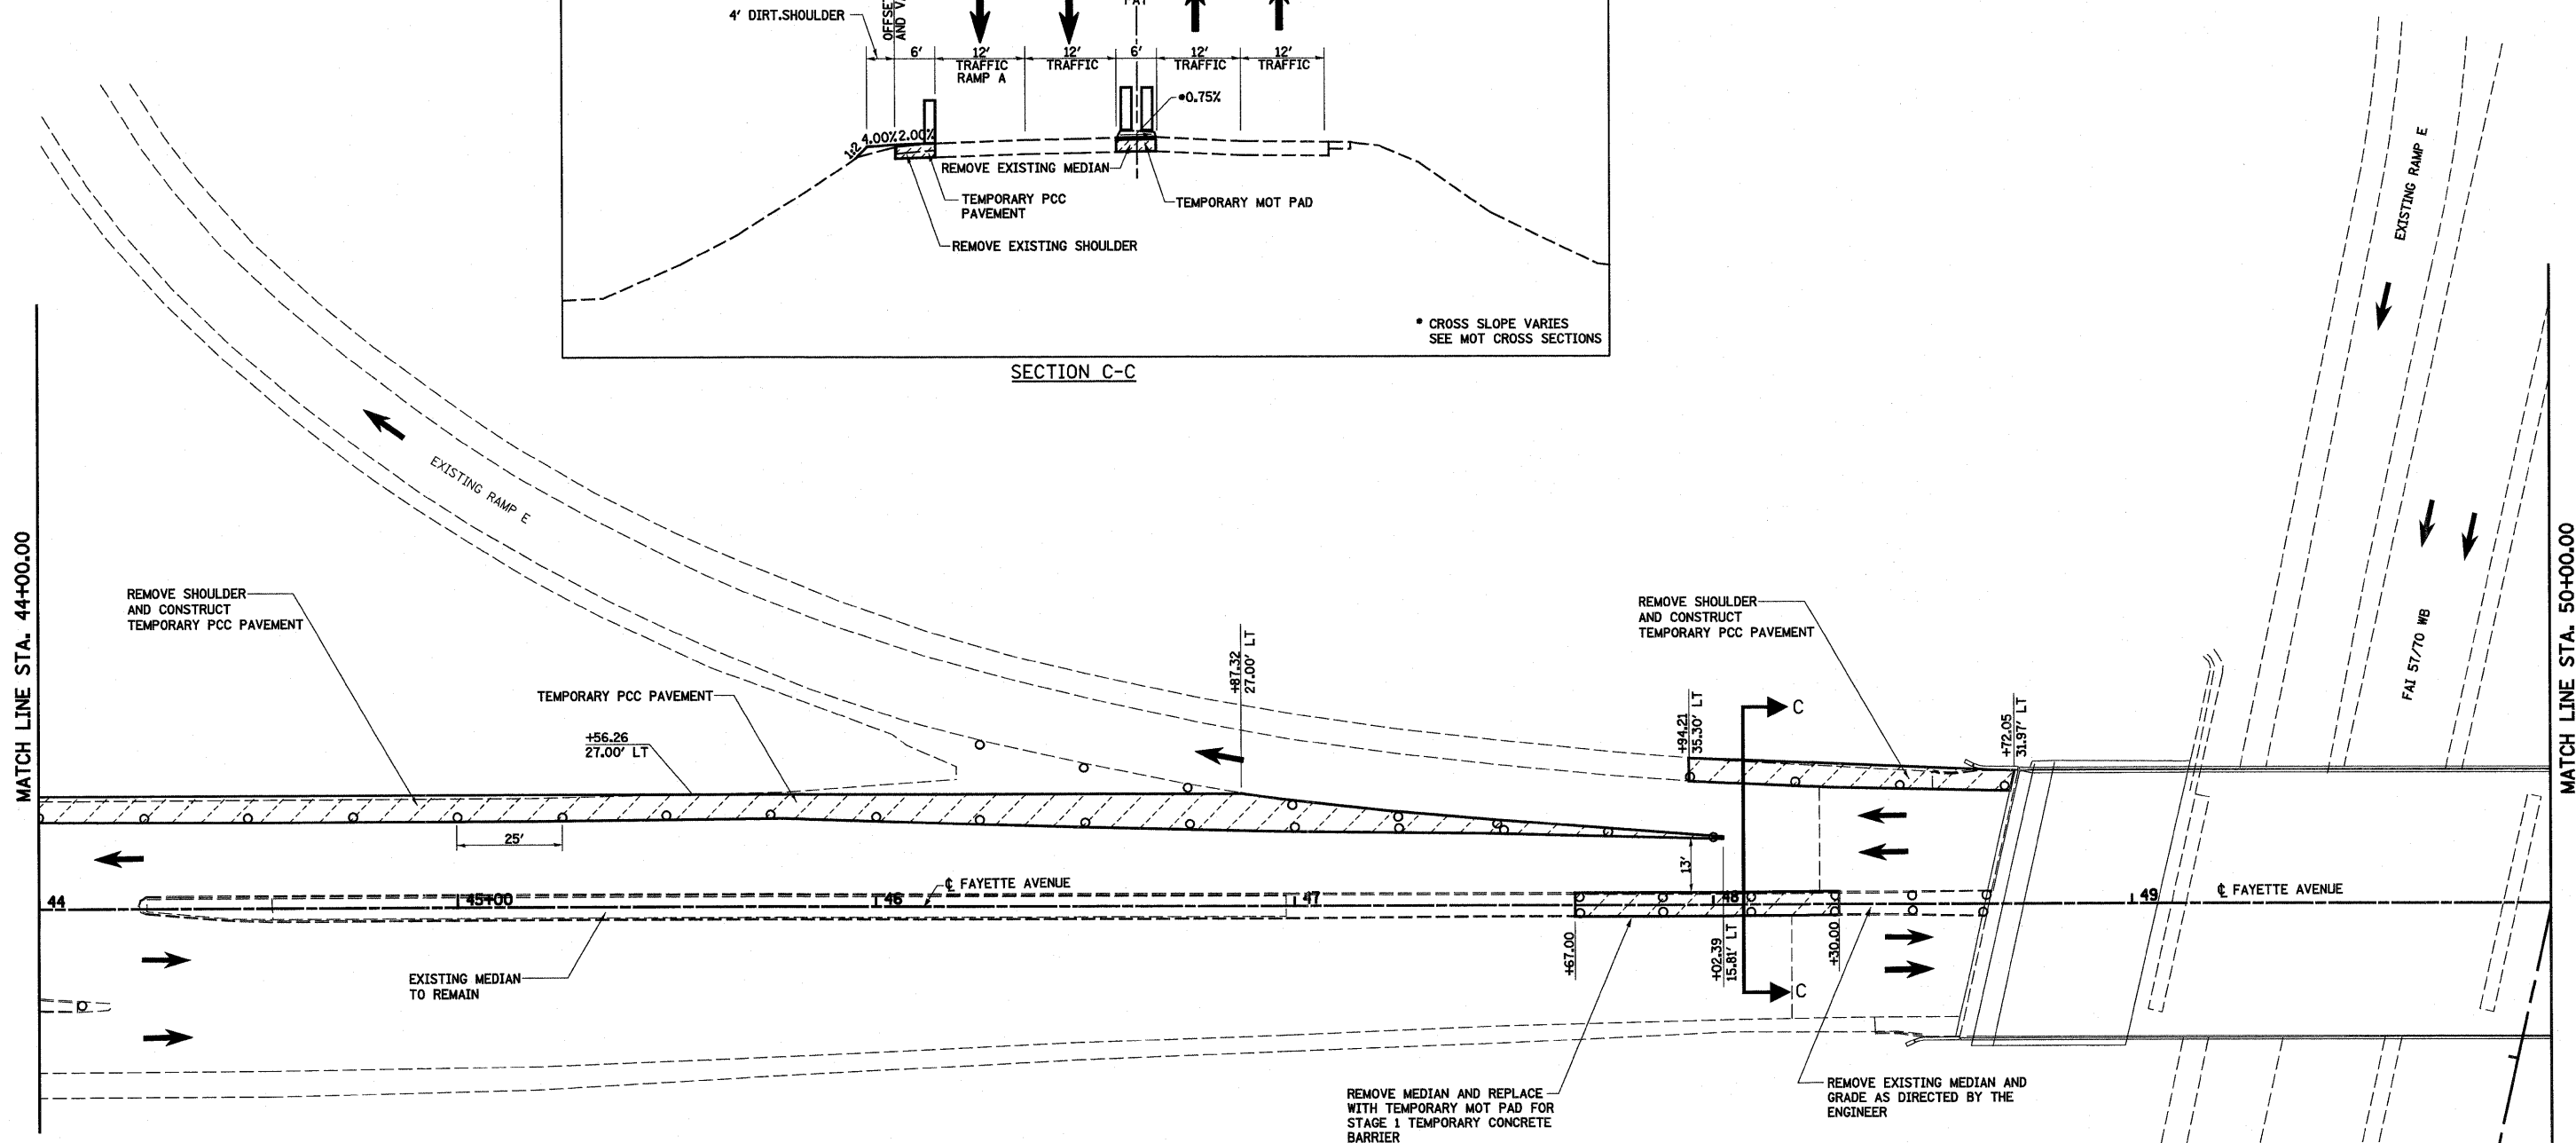 4' DIRT.SHOULDER
OFFSET
AND
6'
12'
TRAFFIC
RAMP A
12'
TRAFFIC
6'
12'
TRAFFIC
12'
TRAFFIC
*0.75%
1:2
4.00%
2.00%
REMOVE EXISTING MEDIAN
TEMPORARY PCC
PAVEMENT
TEMPORARY MOT PAD
REMOVE EXISTING SHOULDER
* CROSS SLOPE VARIES
SEE MOT CROSS SECTIONS
SECTION C-C
EXISTING RAMP E
EXISTING RAMP E
FAI 57/70 WB
MATCH LINE STA. 44+00.00
MATCH LINE STA. 50+00.00
REMOVE SHOULDER
AND CONSTRUCT
TEMPORARY PCC PAVEMENT
REMOVE SHOULDER
AND CONSTRUCT
TEMPORARY PCC PAVEMENT
TEMPORARY PCC PAVEMENT
+56.26
27.00' LT
+87.32
27.00' LT
+94.21
35.30' LT
+72.05
31.97' LT
C
25'
13'
44
45+00
46
℄ FAYETTE AVENUE
47
48
49
℄ FAYETTE AVENUE
+67.00
+02.39
15.81' LT
+30.00
C
EXISTING MEDIAN
TO REMAIN
REMOVE MEDIAN AND REPLACE
WITH TEMPORARY MOT PAD FOR
STAGE 1 TEMPORARY CONCRETE
BARRIER
REMOVE EXISTING MEDIAN AND
GRADE AS DIRECTED BY THE
ENGINEER